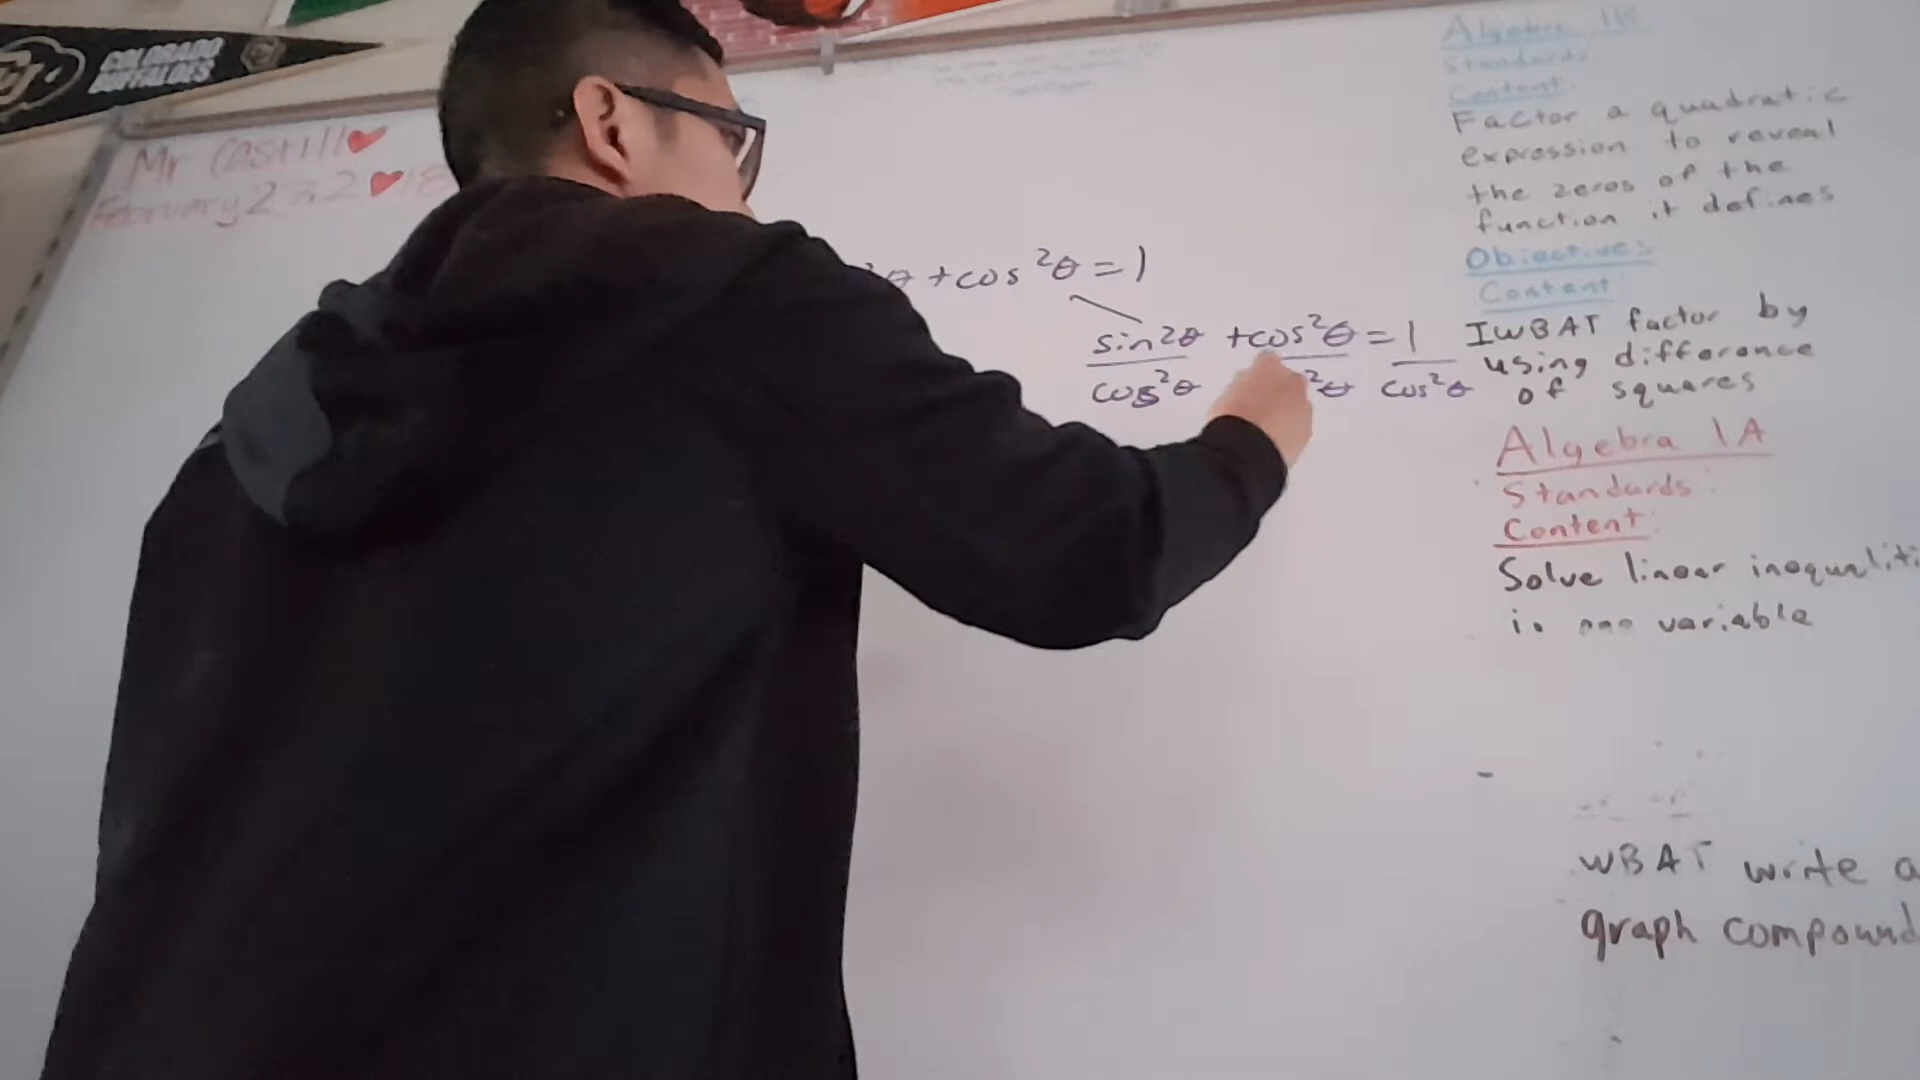 COLORADO
BUFFALOES
Mr Castillo
February 27, 2018
θ + cos²θ = 1
sin2θ + cos²θ = 1
cos²θ ²θ cos²θ
Algebra 1B
Standards
Content:
Factor a quadratic
expression to reveal
the zeros of the
function it defines
Objectives
Content:
IWBAT factor by
using difference
of squares
Algebra 1A
Standards:
Content:
Solve linear inequaliti
in one variable
WBAT write a
graph compound